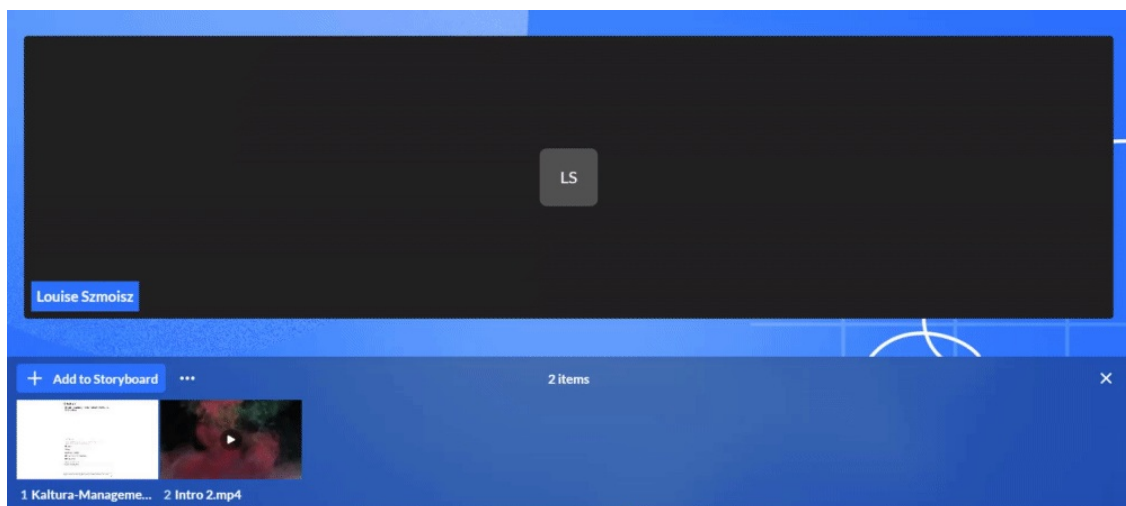 LS
Louise Szmoisz
+ Add to Storyboard ••• 2 items ×
1 Kaltura-Manageme... 2 Intro 2.mp4